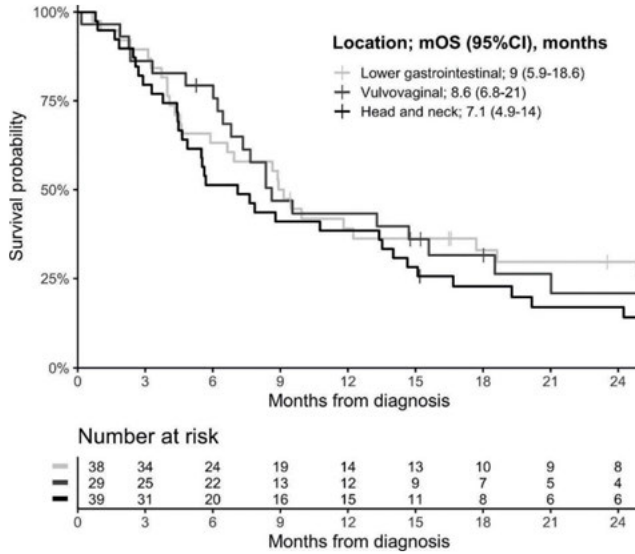 100%
75%
50%
25%
0%
Survival probability
Location; mOS (95%CI), months
Lower gastrointestinal; 9 (5.9-18.6)
Vulvovaginal; 8.6 (6.8-21)
Head and neck; 7.1 (4.9-14)
0 3 6 9 12 15 18 21 24
Months from diagnosis
Number at risk
38 34 24 19 14 13 10 9 8
29 25 22 13 12 9 7 5 4
39 31 20 16 15 11 8 6 6
0 3 6 9 12 15 18 21 24
Months from diagnosis